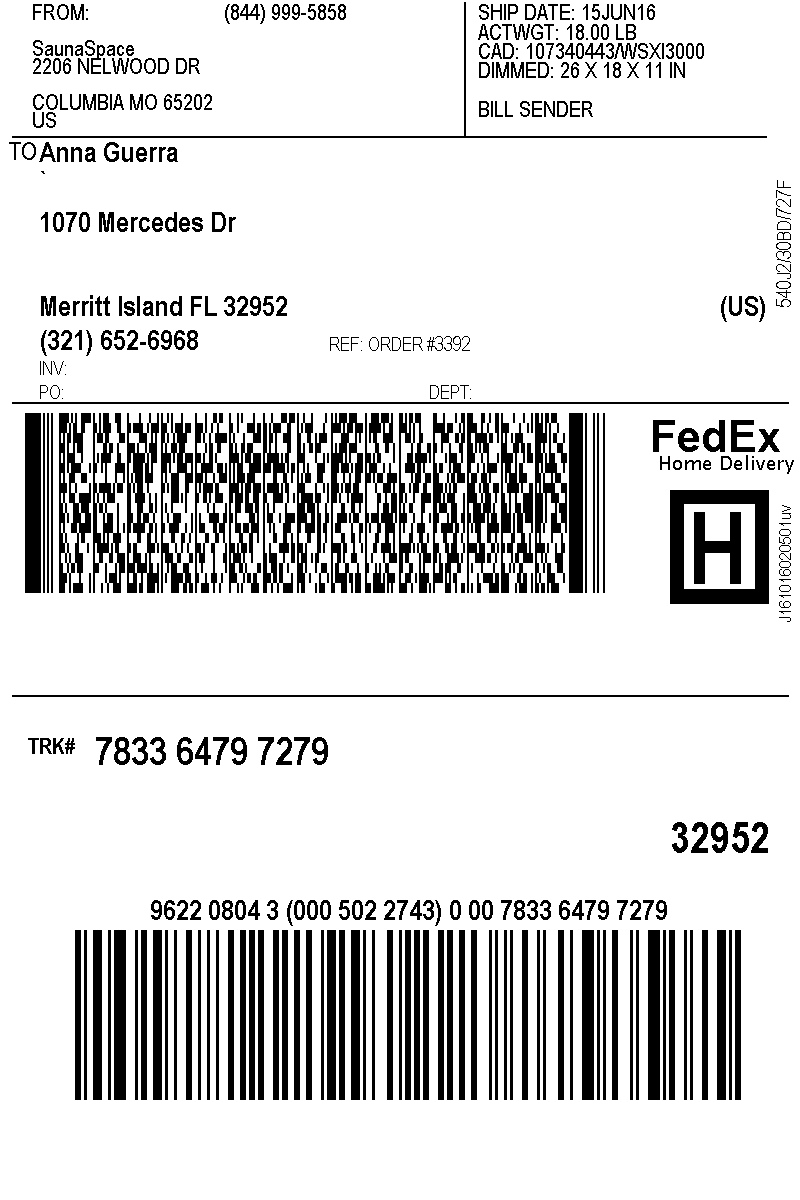 FROM: (844) 999-5858
SaunaSpace
2206 NELWOOD DR
COLUMBIA MO 65202
US
SHIP DATE: 15JUN16
ACTWGT: 18.00 LB
CAD: 107340443/WSXI3000
DIMMED: 26 X 18 X 11 IN
BILL SENDER
TO Anna Guerra
`
1070 Mercedes Dr
Merritt Island FL 32952 (US)
(321) 652-6968 REF: ORDER #3392
INV:
PO: DEPT:
540J2/30BD/727F
FedEx
Home Delivery
H
J161016020501uv
TRK# 7833 6479 7279
32952
9622 0804 3 (000 502 2743) 0 00 7833 6479 7279